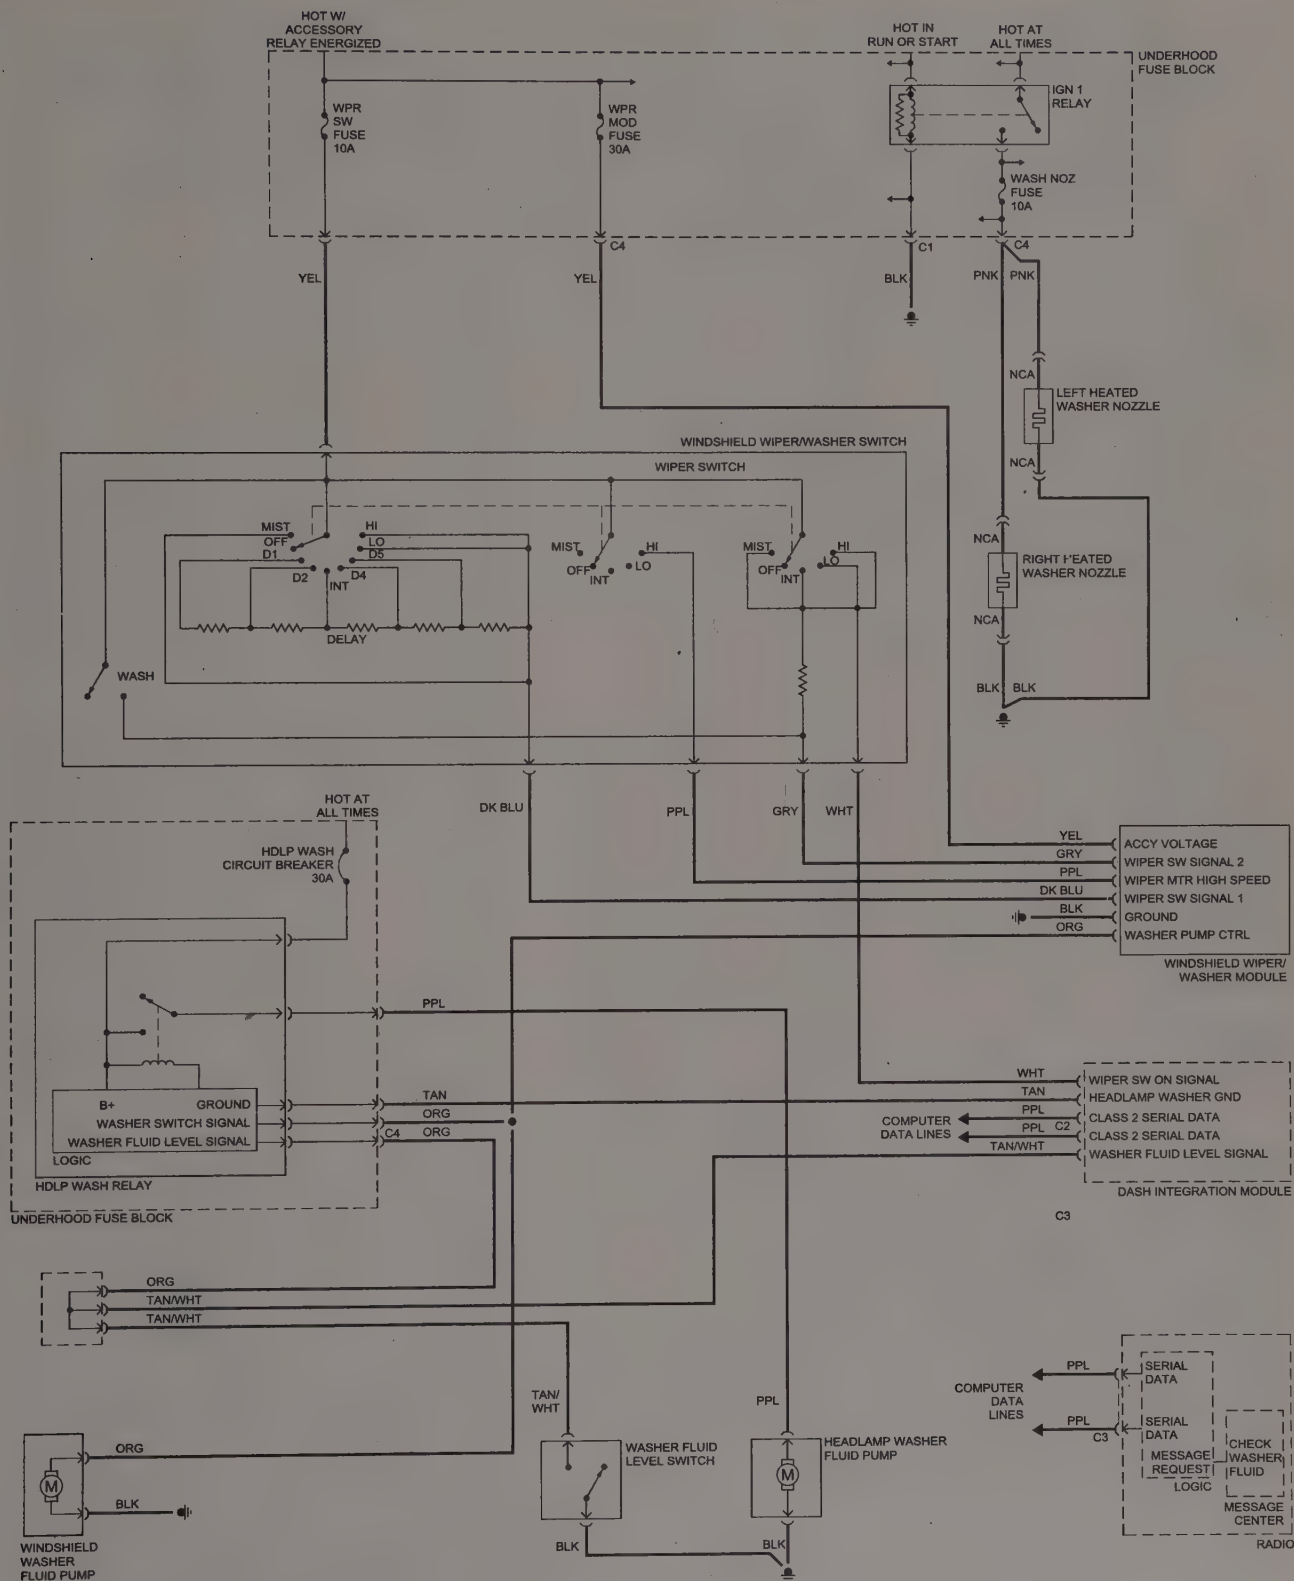 HOT W/
ACCESSORY
RELAY ENERGIZED
HOT IN
RUN OR START
HOT AT
ALL TIMES
UNDERHOOD
FUSE BLOCK
WPR
SW
FUSE
10A
WPR
MOD
FUSE
30A
IGN 1
RELAY
WASH NOZ
FUSE
10A
C4
C1
C4
YEL
YEL
BLK
PNK
PNK
NCA
LEFT HEATED
WASHER NOZZLE
NCA
WINDSHIELD WIPER/WASHER SWITCH
WIPER SWITCH
MIST
OFF
D1
D2
INT
D4
HI
LO
D5
DELAY
MIST
OFF
INT
HI
LO
MIST
OFF
INT
HI
LO
WASH
NCA
RIGHT HEATED
WASHER NOZZLE
NCA
BLK
BLK
DK BLU
PPL
GRY
WHT
HOT AT
ALL TIMES
HDLP WASH
CIRCUIT BREAKER
30A
YEL
ACCY VOLTAGE
GRY
WIPER SW SIGNAL 2
PPL
WIPER MTR HIGH SPEED
DK BLU
WIPER SW SIGNAL 1
BLK
GROUND
ORG
WASHER PUMP CTRL
WINDSHIELD WIPER/
WASHER MODULE
PPL
B+
GROUND
WASHER SWITCH SIGNAL
WASHER FLUID LEVEL SIGNAL
LOGIC
HDLP WASH RELAY
UNDERHOOD FUSE BLOCK
TAN
ORG
C4
ORG
WHT
WIPER SW ON SIGNAL
TAN
HEADLAMP WASHER GND
COMPUTER
DATA LINES
PPL
C2
CLASS 2 SERIAL DATA
PPL
CLASS 2 SERIAL DATA
TAN/WHT
WASHER FLUID LEVEL SIGNAL
DASH INTEGRATION MODULE
C3
ORG
TAN/WHT
TAN/WHT
TAN/
WHT
PPL
COMPUTER
DATA
LINES
PPL
SERIAL
DATA
PPL
C3
SERIAL
DATA
MESSAGE
REQUEST
LOGIC
CHECK
WASHER
FLUID
MESSAGE
CENTER
RADIO
ORG
M
BLK
WINDSHIELD
WASHER
FLUID PUMP
WASHER FLUID
LEVEL SWITCH
HEADLAMP WASHER
FLUID PUMP
M
BLK
BLK